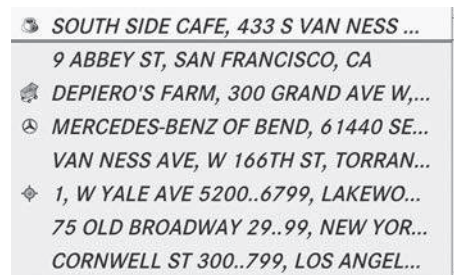 SOUTH SIDE CAFE, 433 S VAN NESS ...
9 ABBEY ST, SAN FRANCISCO, CA
DEPIERO'S FARM, 300 GRAND AVE W,...
MERCEDES-BENZ OF BEND, 61440 SE...
VAN NESS AVE, W 166TH ST, TORRAN...
1, W YALE AVE 5200..6799, LAKEWO...
75 OLD BROADWAY 29..99, NEW YOR...
CORNWELL ST 300..799, LOS ANGEL...